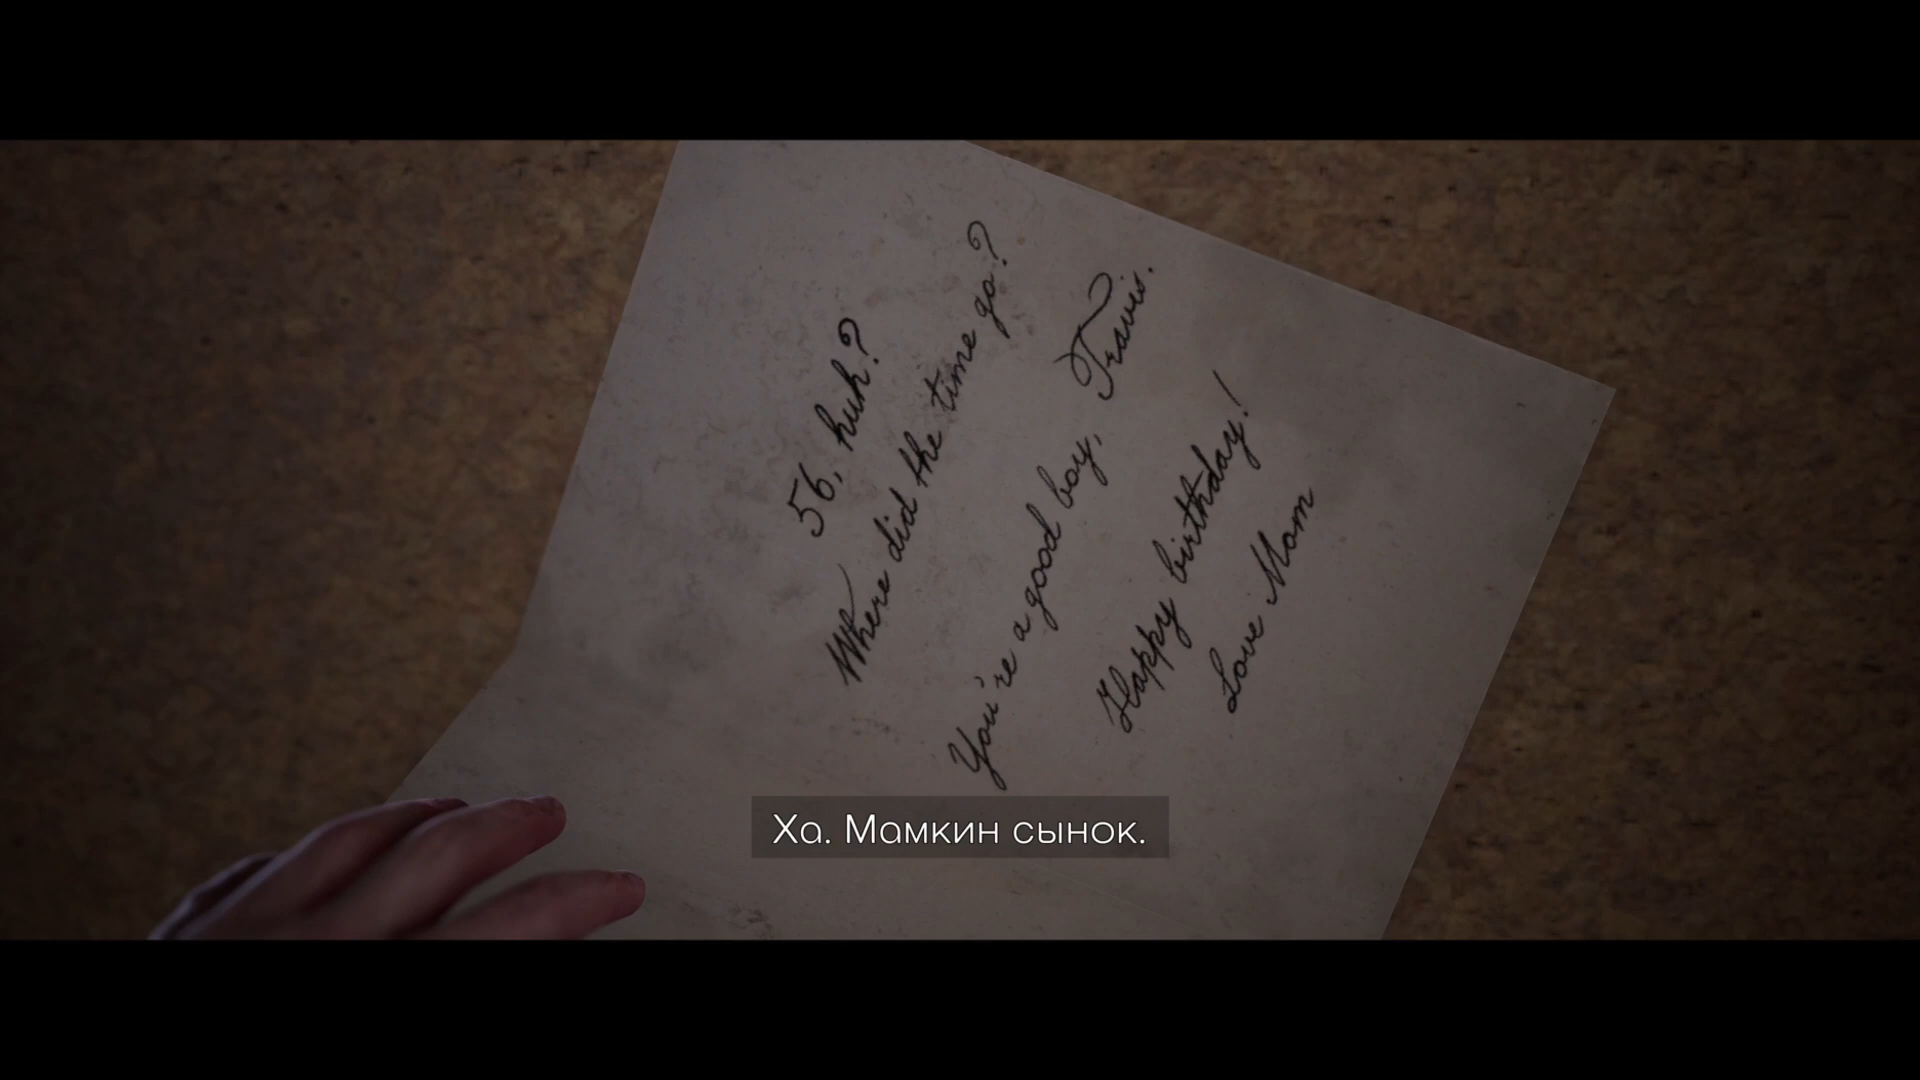 56, huh?
Where did the time go?
You're a good boy, Travis.
Happy birthday!
Love Mom
Ха. Мамкин сынок.